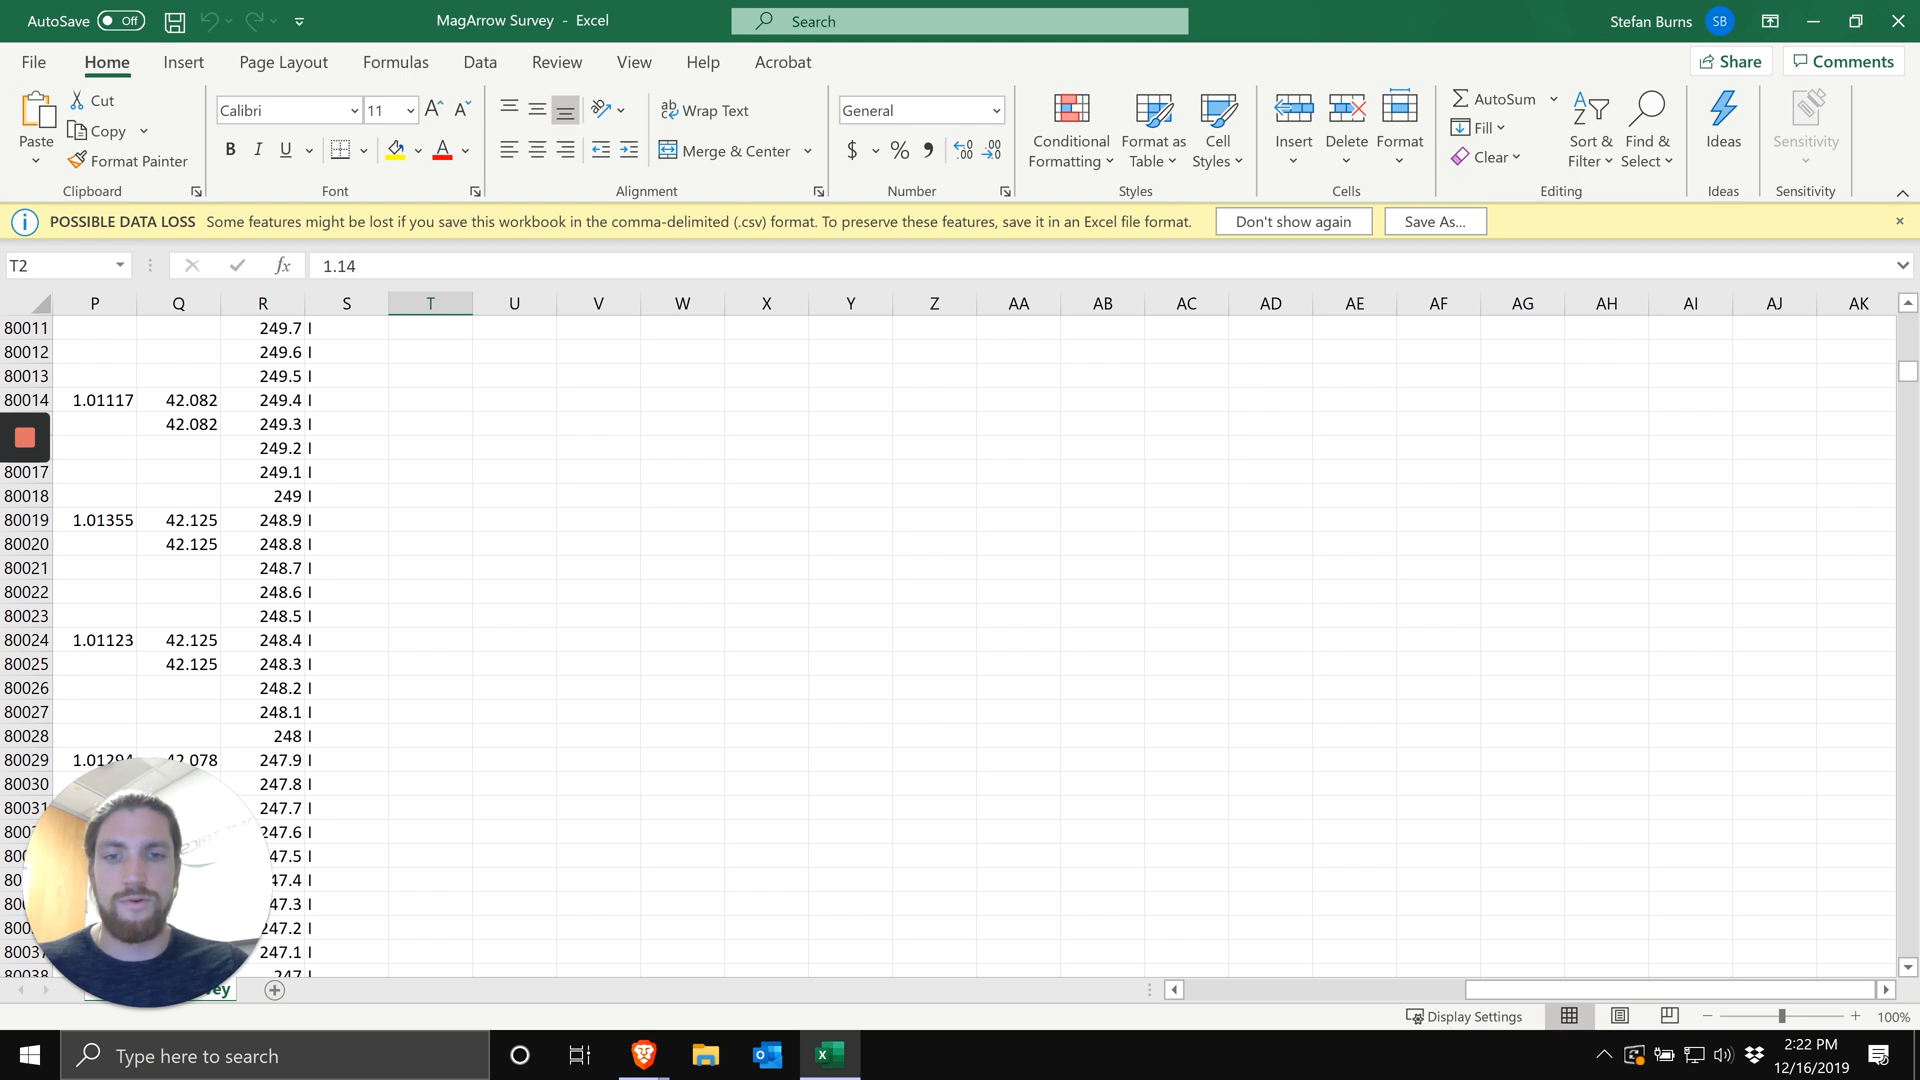 AutoSave Off MagArrow Survey - Excel Search Stefan Burns SB
File Home Insert Page Layout Formulas Data Review View Help Acrobat Share Comments
Paste Cut Copy Format Painter Clipboard
Calibri 11 B I U A Font
Wrap Text Merge & Center Alignment
General $ % Number
Conditional Formatting Format as Table Cell Styles Styles
Insert Delete Format Cells
AutoSum Fill Clear Sort & Filter Find & Select Editing
Ideas Ideas
Sensitivity Sensitivity
POSSIBLE DATA LOSS Some features might be lost if you save this workbook in the comma-delimited (.csv) format. To preserve these features, save it in an Excel file format. Don't show again Save As...
T2 fx 1.14
P Q R S T U V W X Y Z AA AB AC AD AE AF AG AH AI AJ AK
80011 249.7 I
80012 249.6 I
80013 249.5 I
80014 1.01117 42.082 249.4 I
42.082 249.3 I
249.2 I
80017 249.1 I
80018 249 I
80019 1.01355 42.125 248.9 I
80020 42.125 248.8 I
80021 248.7 I
80022 248.6 I
80023 248.5 I
80024 1.01123 42.125 248.4 I
80025 42.125 248.3 I
80026 248.2 I
80027 248.1 I
80028 248 I
80029 1.01294 42.078 247.9 I
80030 247.8 I
80031 247.7 I
247.6 I
47.5 I
47.4 I
47.3 I
47.2 I
80037 247.1 I
80038 247 I
vey
Display Settings 100%
Type here to search 2:22 PM
12/16/2019